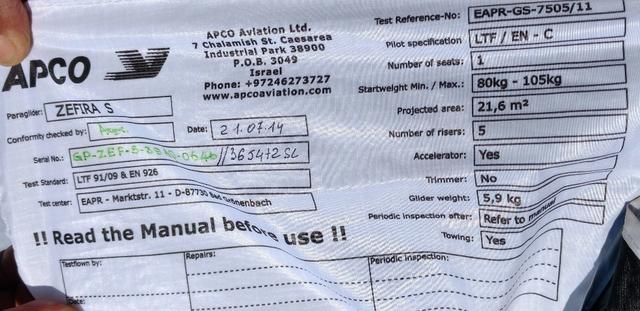 APCO
APCO Aviation Ltd.
7 Chalamish St. Caesarea
Industrial Park 38900
P.O.B. 3049
Israel
Phone: +97246273727
www.apcoaviation.com
Paraglider: ZEFIRA S
Conformity checked by:
Date: 21.07.14
Serial No.: //365472SL
Test Standard: LTF 91/09 & EN 926
Test center: EAPR - Marktstr. 11 - D-87730 Bad Grönenbach
Test Reference-No: EAPR-GS-7505/11
Pilot specification LTF / EN - C
Number of seats: 1
Startweight Min. / Max.: 80kg - 105kg
Projected area: 21,6 m²
Number of risers: 5
Accelerator: Yes
Trimmer: No
Glider weight: 5,9 kg
Periodic inspection after: Refer to manual
Towing: Yes
!! Read the Manual before use !!
Testflown by:
Repairs:
Periodic inspection:
Date: